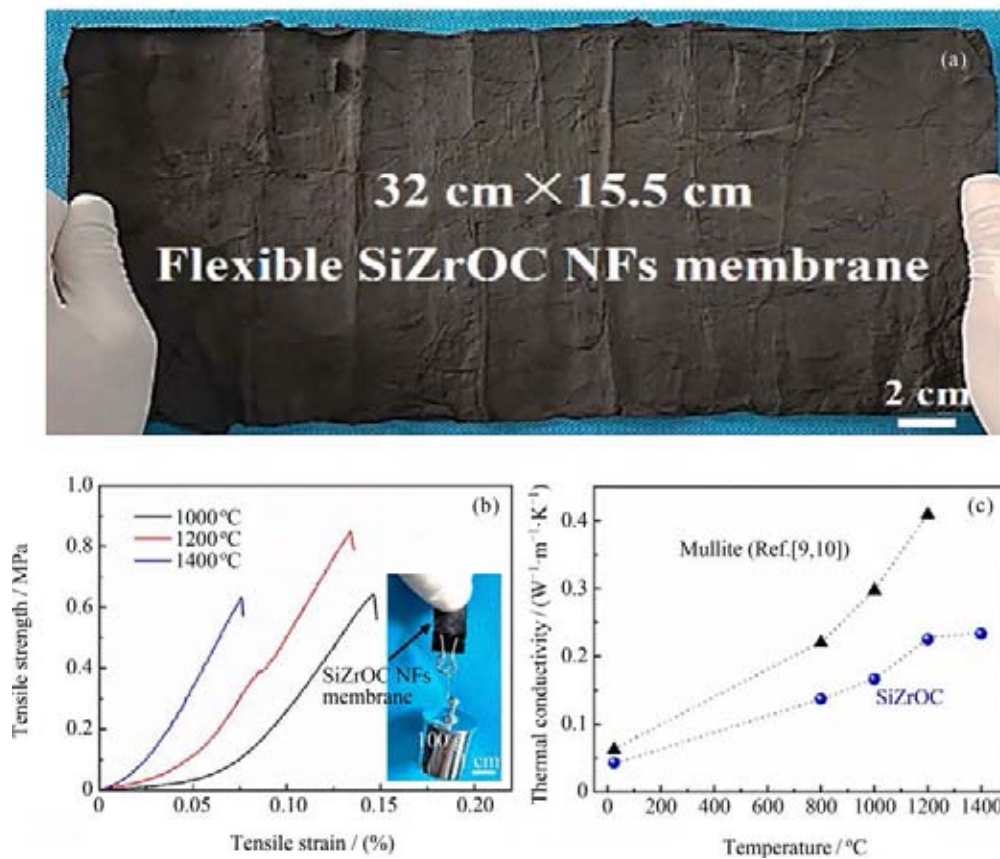 (a)
32 cm×15.5 cm
Flexible SiZrOC NFs membrane
2 cm
(b)
1000℃
1200℃
1400℃
Tensile strength / MPa
1.0
0.8
0.6
0.4
0.2
0
0.05
0.10
0.15
0.20
Tensile strain / (%)
SiZrOC NFs
membrane
100
cm
(c)
Mullite (Ref.[9,10])
SiZrOC
Thermal conductivity / (W⁻¹·m⁻¹·K⁻¹)
0.4
0.3
0.2
0.1
0
0
200
400
600
800
1000
1200
1400
Temperature / ℃